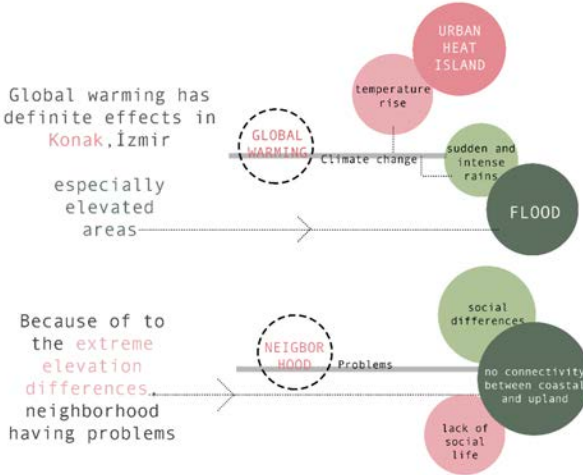 Global warming has
definite effects in
Konak,İzmir
especially
elevated
areas
GLOBAL
WARMING
Climate change
temperature
rise
URBAN
HEAT
ISLAND
sudden and
intense
rains
FLOOD
Because of to
the extreme
elevation
differences,
neighborhood
having problems
NEIGBOR
HOOD
Problems
social
differences
no connectivity
between coastal
and upland
lack of
social
life